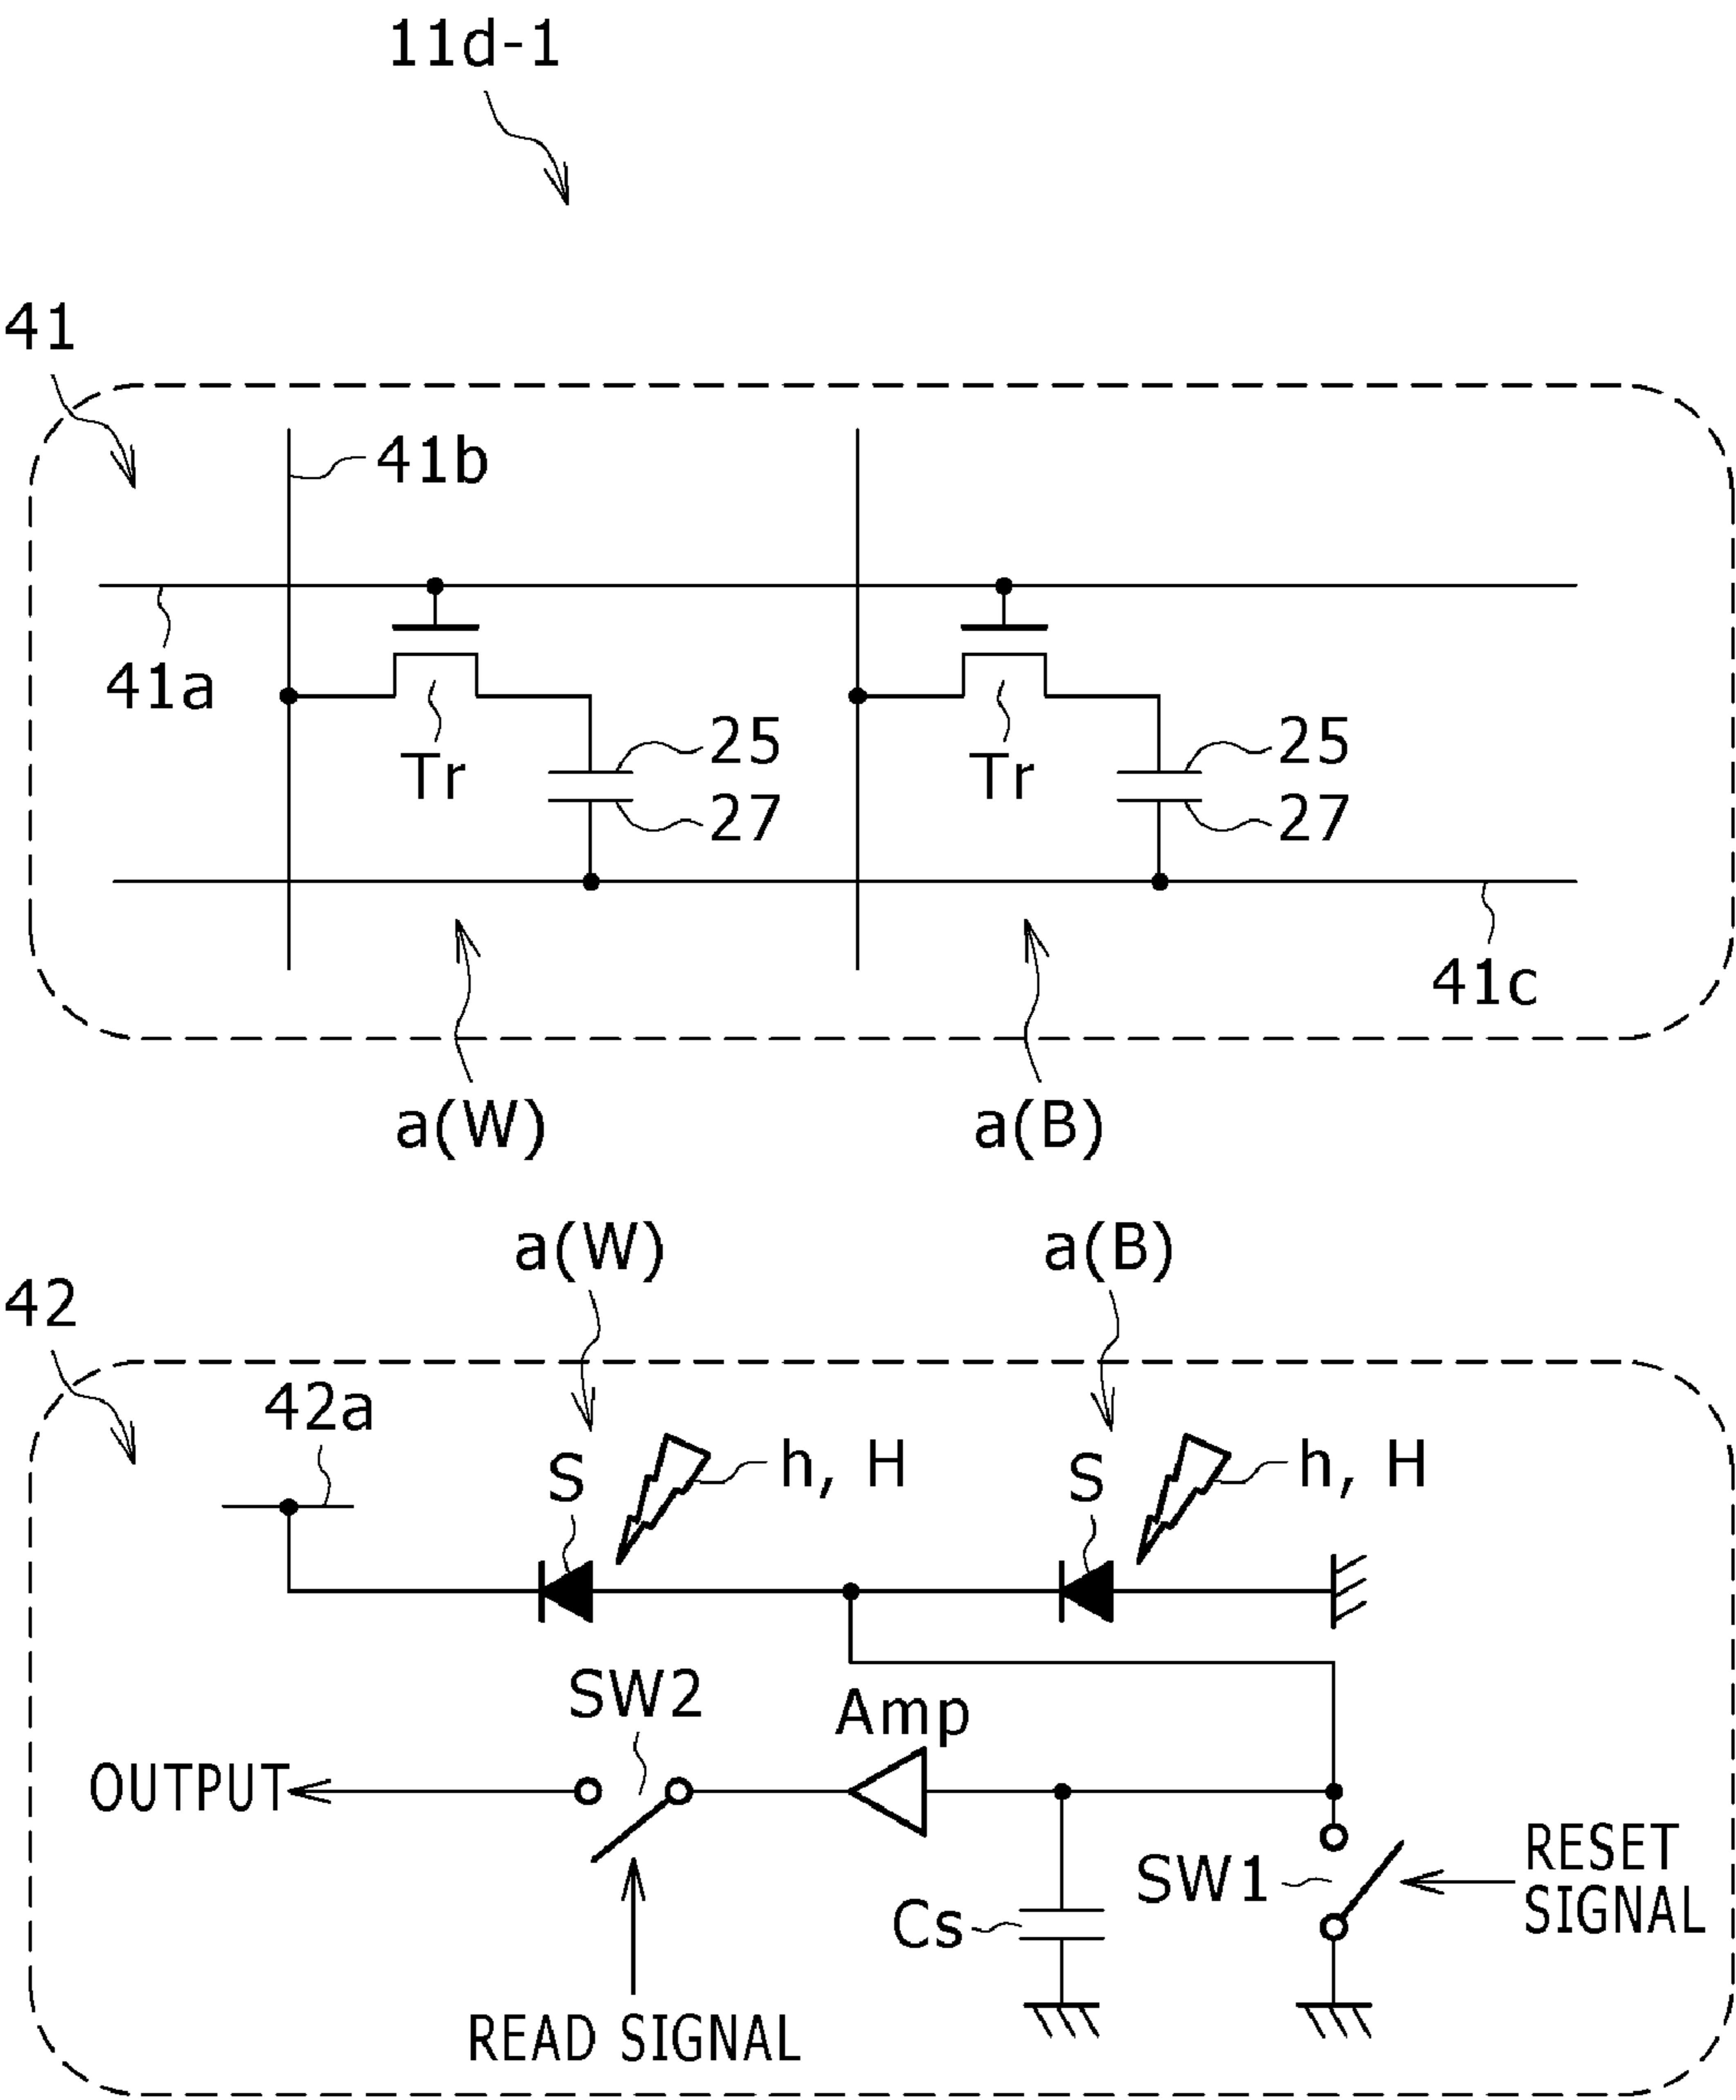 11d-1
41
41b
41a
Tr
25
27
Tr
25
27
41c
a(W)
a(B)
a(W)
a(B)
42
42a
S
h, H
S
h, H
SW2
Amp
OUTPUT
SW1
RESET
SIGNAL
Cs
READ SIGNAL